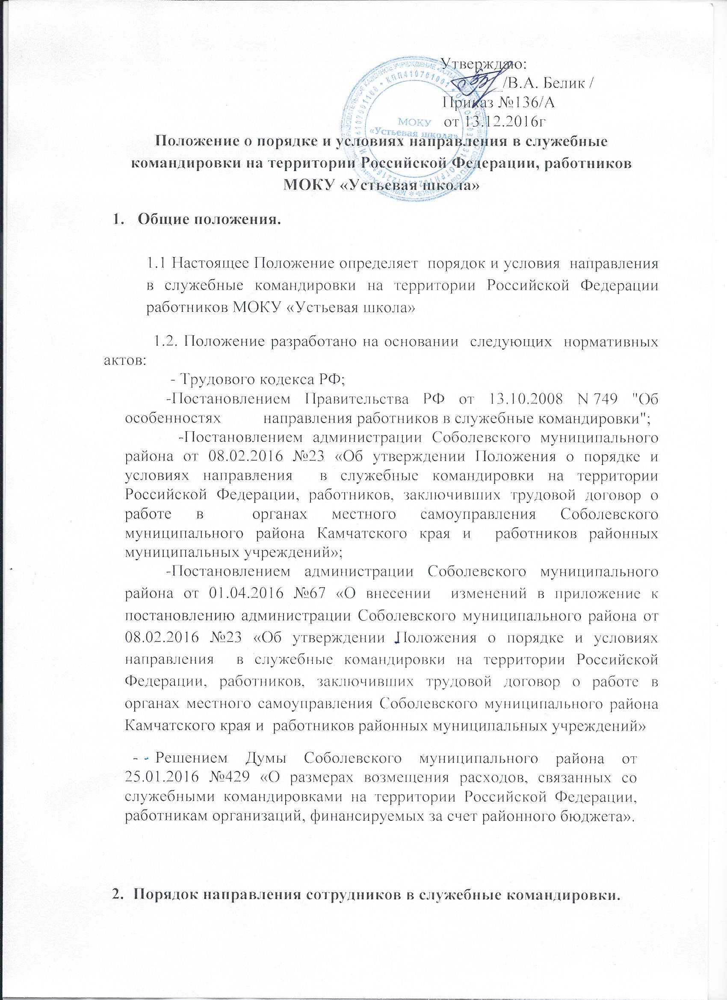 Утверждаю:
/В.А. Белик /
Приказ №136/А
от 13.12.2016г
МОКУ
«Устьевая школа»
КПП410701001
Положение о порядке и условиях направления в служебные
командировки на территории Российской Федерации, работников
МОКУ «Устьевая школа»
1. Общие положения.
1.1 Настоящее Положение определяет порядок и условия направления
в служебные командировки на территории Российской Федерации
работников МОКУ «Устьевая школа»
1.2. Положение разработано на основании следующих нормативных
актов:
- Трудового кодекса РФ;
-Постановлением Правительства РФ от 13.10.2008 N 749 "Об
особенностях направления работников в служебные командировки";
-Постановлением администрации Соболевского муниципального
района от 08.02.2016 №23 «Об утверждении Положения о порядке и
условиях направления в служебные командировки на территории
Российской Федерации, работников, заключивших трудовой договор о
работе в органах местного самоуправления Соболевского
муниципального района Камчатского края и работников районных
муниципальных учреждений»;
-Постановлением администрации Соболевского муниципального
района от 01.04.2016 №67 «О внесении изменений в приложение к
постановлению администрации Соболевского муниципального района от
08.02.2016 №23 «Об утверждении Положения о порядке и условиях
направления в служебные командировки на территории Российской
Федерации, работников, заключивших трудовой договор о работе в
органах местного самоуправления Соболевского муниципального района
Камчатского края и работников районных муниципальных учреждений»
- - Решением Думы Соболевского муниципального района от
25.01.2016 №429 «О размерах возмещения расходов, связанных со
служебными командировками на территории Российской Федерации,
работникам организаций, финансируемых за счет районного бюджета».
2. Порядок направления сотрудников в служебные командировки.